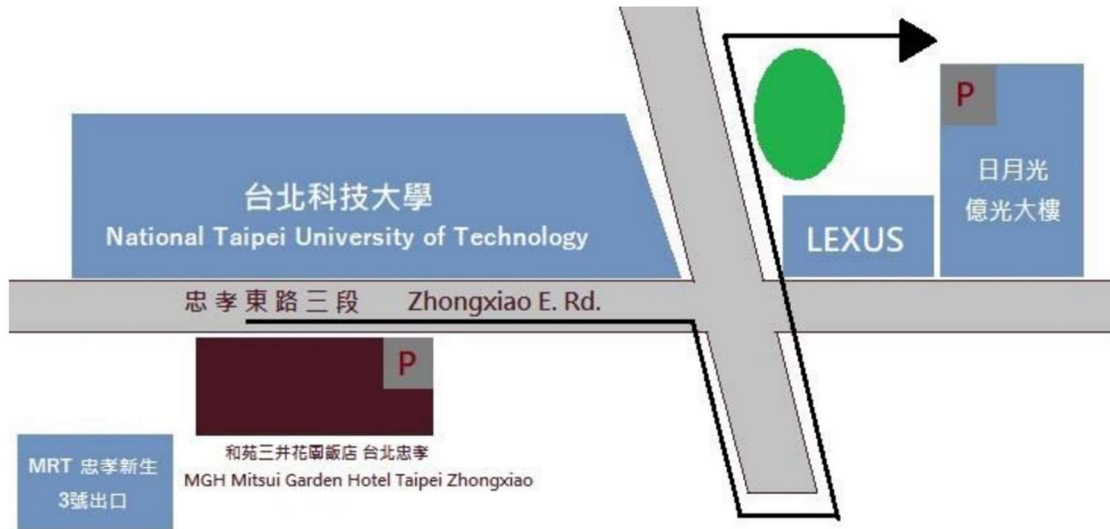 P
日月光
億光大樓
台北科技大學
National Taipei University of Technology
LEXUS
忠孝東路三段 Zhongxiao E. Rd.
P
和苑三井花園飯店 台北忠孝
MGH Mitsui Garden Hotel Taipei Zhongxiao
MRT 忠孝新生
3號出口